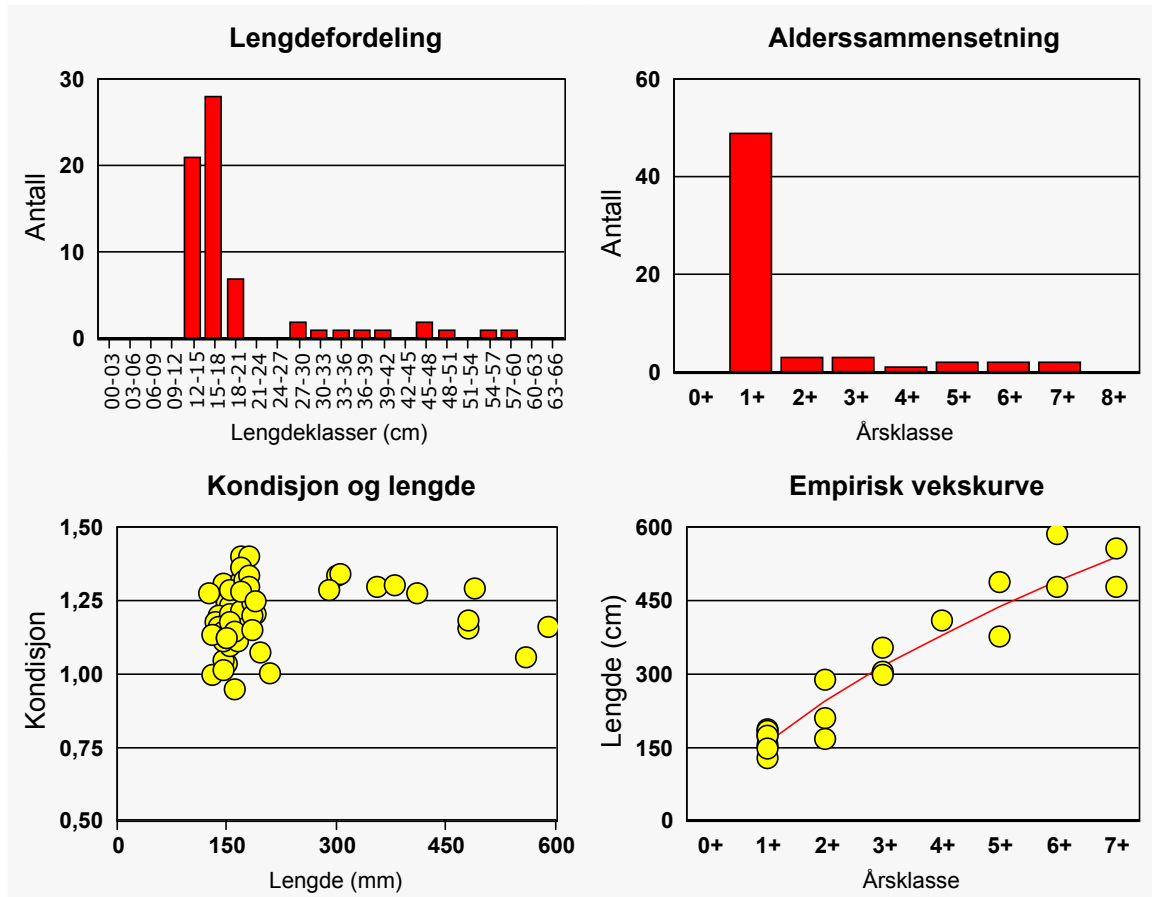 Lengdefordeling
Antall
30
20
10
0
00-03
03-06
06-09
09-12
12-15
15-18
18-21
21-24
24-27
27-30
30-33
33-36
36-39
39-42
42-45
45-48
48-51
51-54
54-57
57-60
60-63
63-66
Lengdeklasser (cm)
Alderssammensetning
Antall
60
40
20
0
0+ 1+ 2+ 3+ 4+ 5+ 6+ 7+ 8+
Årsklasse
Kondisjon og lengde
Kondisjon
1,50
1,25
1,00
0,75
0,50
0 150 300 450 600
Lengde (mm)
Empirisk vekskurve
Lengde (cm)
600
450
300
150
0
0+ 1+ 2+ 3+ 4+ 5+ 6+ 7+
Årsklasse